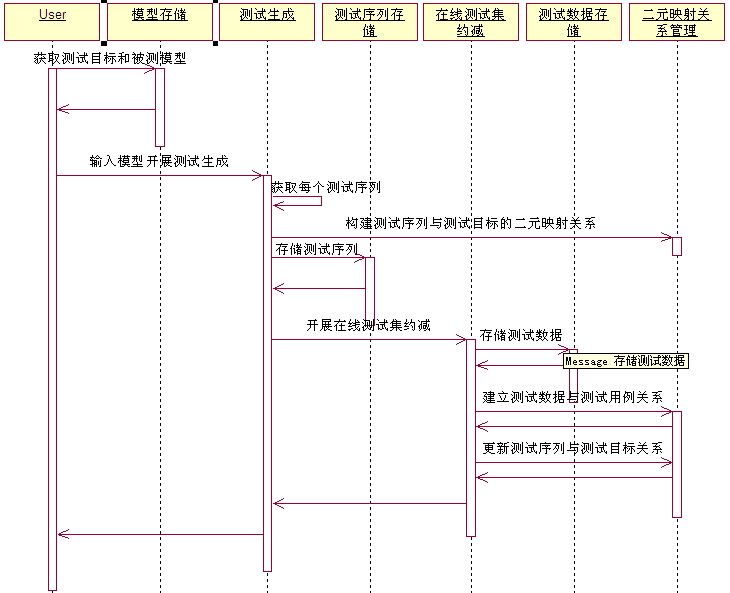 User
模型存储
测试生成
测试序列存
储
在线测试集
约减
测试数据存
储
二元映射关
系管理
获取测试目标和被测模型
输入模型开展测试生成
获取每个测试序列
构建测试序列与测试目标的二元映射关系
存储测试序列
开展在线测试集约减
存储测试数据
Message 存储测试数据
建立测试数据与测试用例关系
更新测试序列与测试目标关系